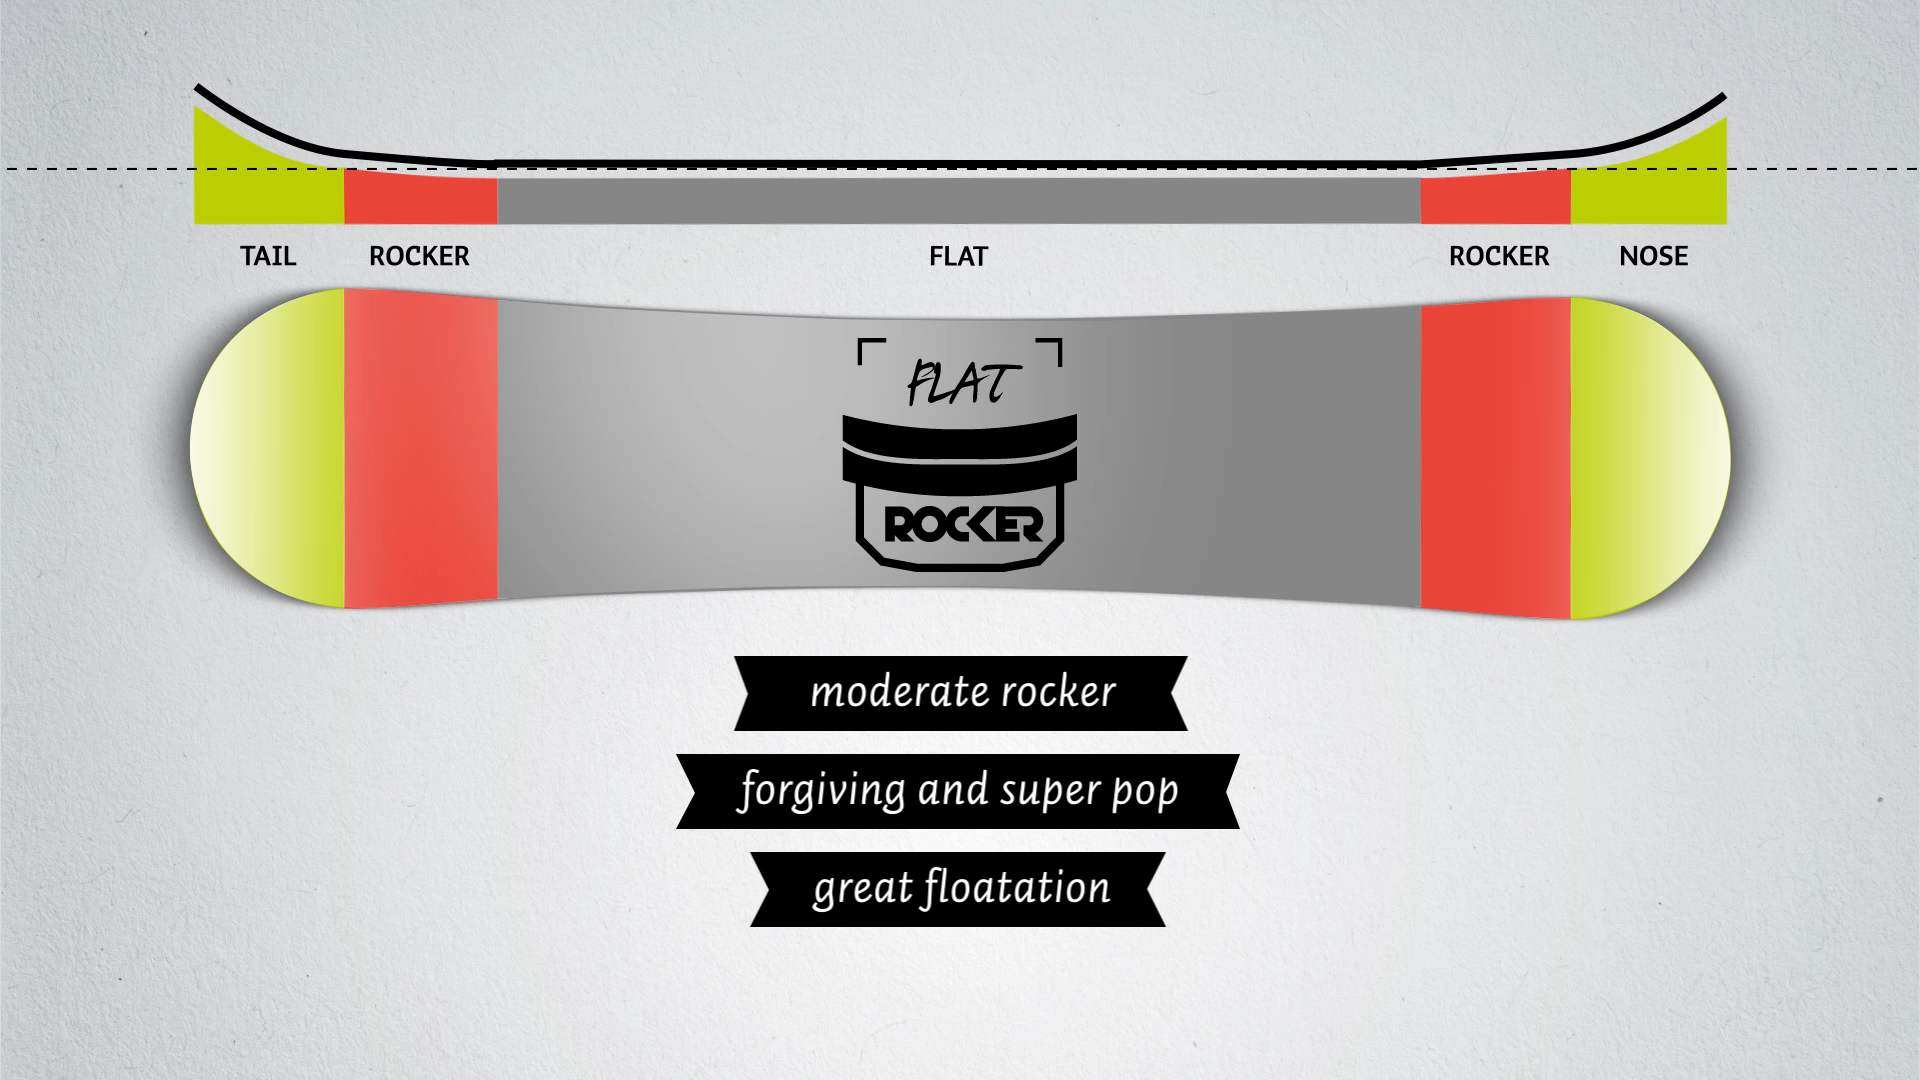 TAIL ROCKER FLAT ROCKER NOSE
FLAT
ROCKER
moderate rocker
forgiving and super pop
great floatation